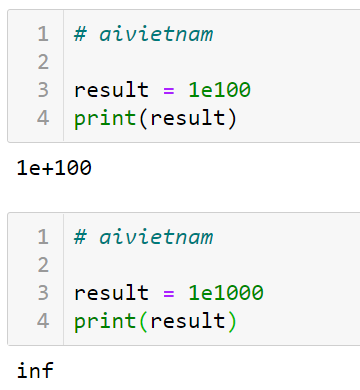 1 # aivietnam
2
3 result = 1e100
4 print(result)
1e+100
1 # aivietnam
2
3 result = 1e1000
4 print(result)
inf